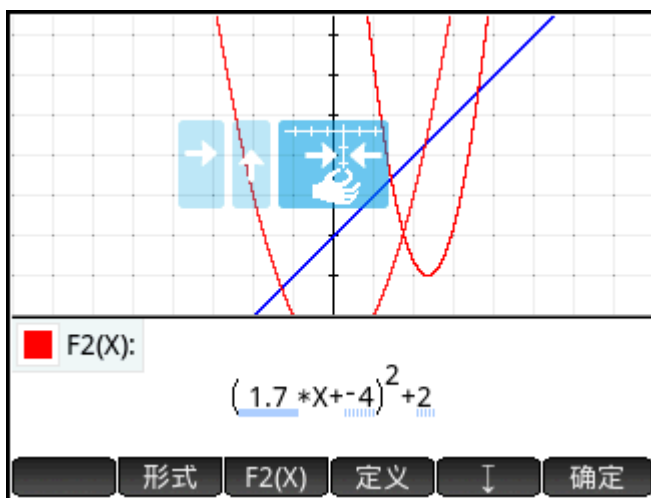 F2(X):
(1.7*X+-4)²+2
形式 F2(X) 定义 ↧ 确定